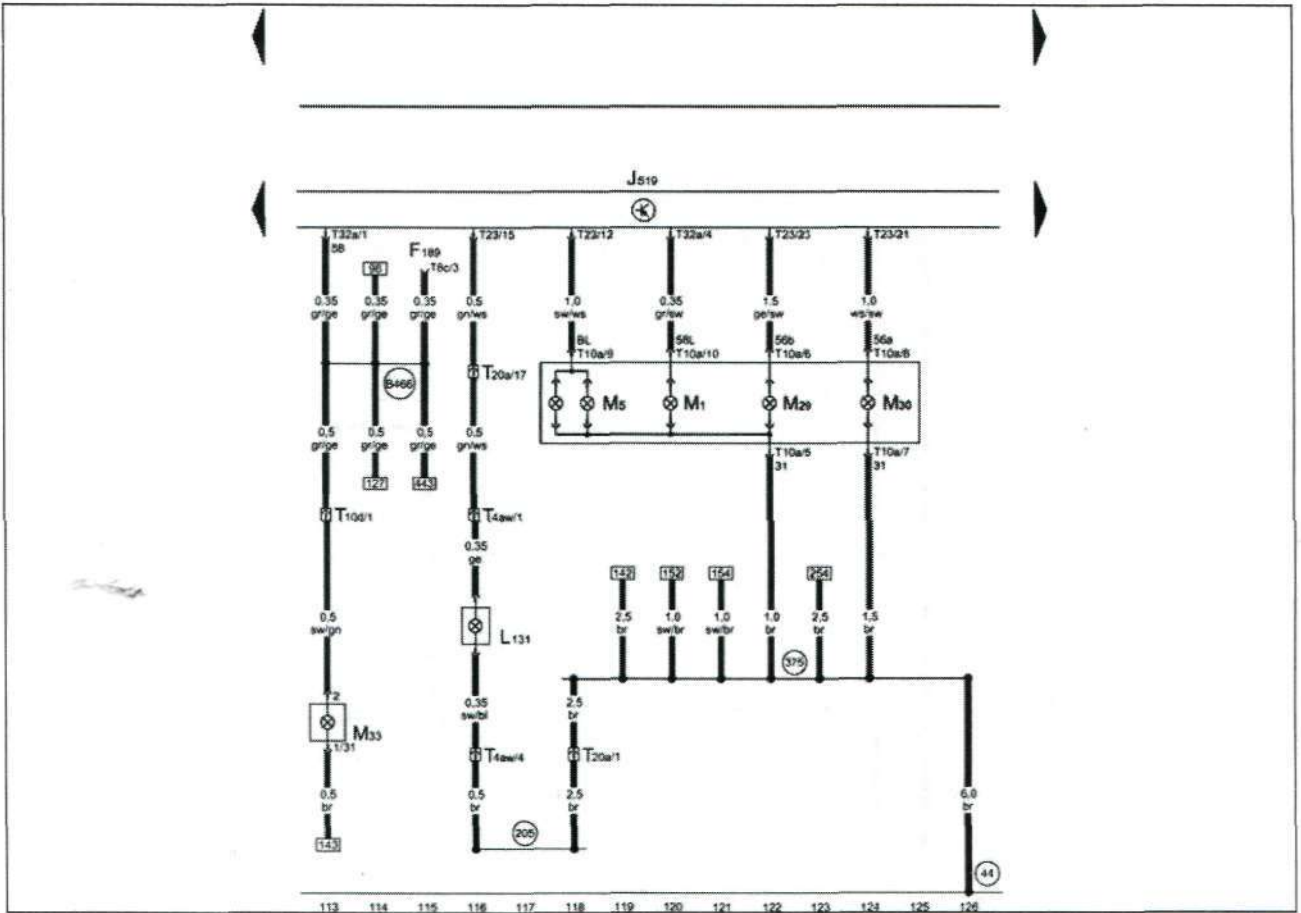 J519
T32a/1 T23/15 T23/12 T32a/4 T23/23 T23/21
58
F189
96 T8c/3
0,35 0,35 0,35 0,5 1,0 0,35 1,5 1,0
gr/ge gr/ge gr/ge gn/ws sw/ws gr/sw ge/sw ws/sw
BL 58L 56b 56a
T10a/9 T10a/10 T10a/6 T10a/8
T20a/17
B466
M5 M1 M29 M30
0,5 0,5 0,5 0,5
gr/ge gr/ge gr/ge gn/ws
T10a/5 T10a/7
31 31
127 443
T10d/1 T4aw/1
0,35
ge
142 152 154 254
0,5 2,5 1,0 1,0 1,0 2,5 1,5
sw/gn br sw/br sw/br br br br
L131
375
2
0,35 2,5
sw/bl br
M33
1/31
T4aw/4 T20a/1
0,5 0,5 2,5 6,0
br br br br
205
143
44
113 114 115 116 117 118 119 120 121 122 123 124 125 126